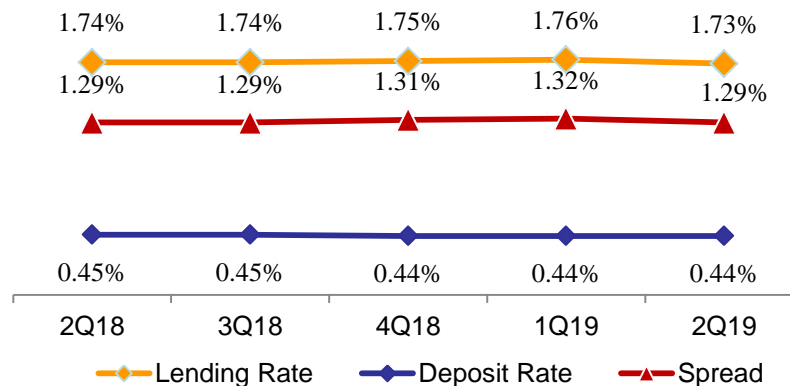 1.74% 1.74% 1.75% 1.76% 1.73%
1.29% 1.29% 1.31% 1.32% 1.29%
0.45% 0.45% 0.44% 0.44% 0.44%
2Q18 3Q18 4Q18 1Q19 2Q19
Lending Rate Deposit Rate Spread